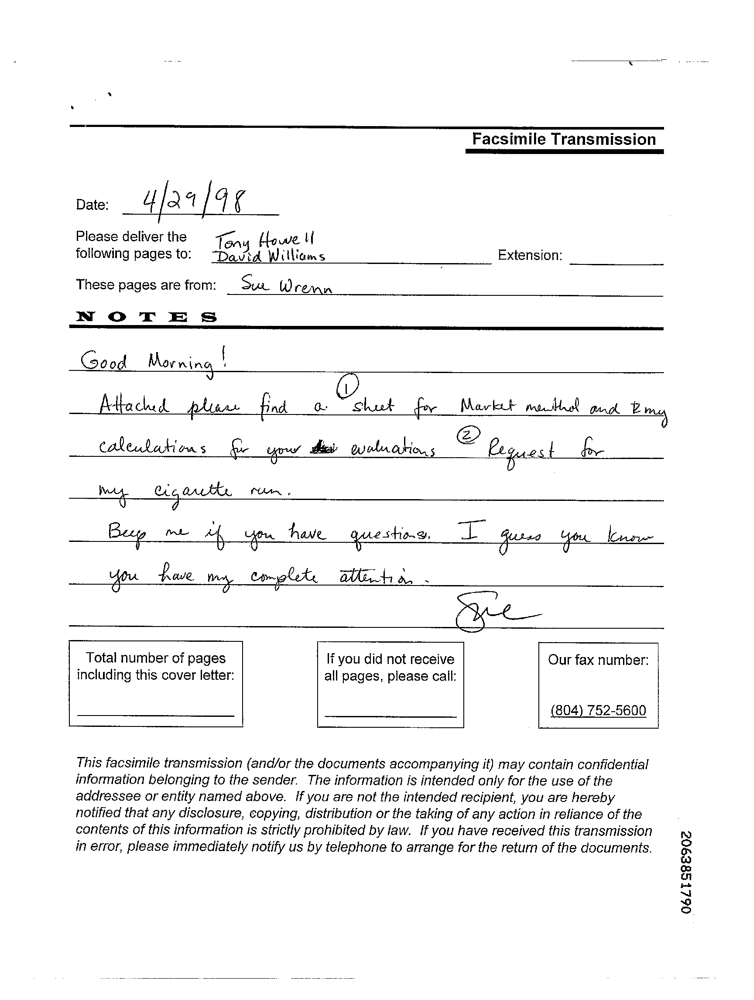 Facsimile Transmission
Date: 4/29/98
Please deliver the Tony Howell
following pages to: David Williams Extension:
These pages are from: Sue Wrenn
NOTES
Good Morning!
Attached please find a ① sheet for Market menthol and my
calculations for your evaluations ② Request for
my cigarette run.
Beep me if you have questions. I guess you know
you have my complete attention.
Sue
Total number of pages
including this cover letter:
If you did not receive
all pages, please call:
Our fax number:
(804) 752-5600
This facsimile transmission (and/or the documents accompanying it) may contain confidential
information belonging to the sender. The information is intended only for the use of the
addressee or entity named above. If you are not the intended recipient, you are hereby
notified that any disclosure, copying, distribution or the taking of any action in reliance of the
contents of this information is strictly prohibited by law. If you have received this transmission
in error, please immediately notify us by telephone to arrange for the return of the documents.
2063851790